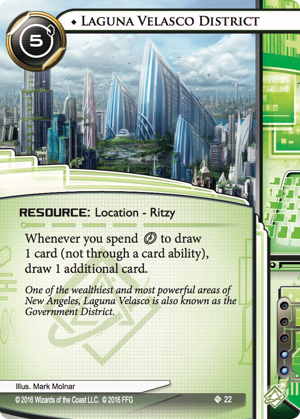 5
◆ Laguna Velasco District
RESOURCE: Location - Ritzy
Whenever you spend to draw
1 card (not through a card ability),
draw 1 additional card.
One of the wealthiest and most powerful areas of
New Angeles, Laguna Velasco is also known as the
Government District.
Illus. Mark Molnar
© 2016 Wizards of the Coast LLC. © 2016 FFG
22